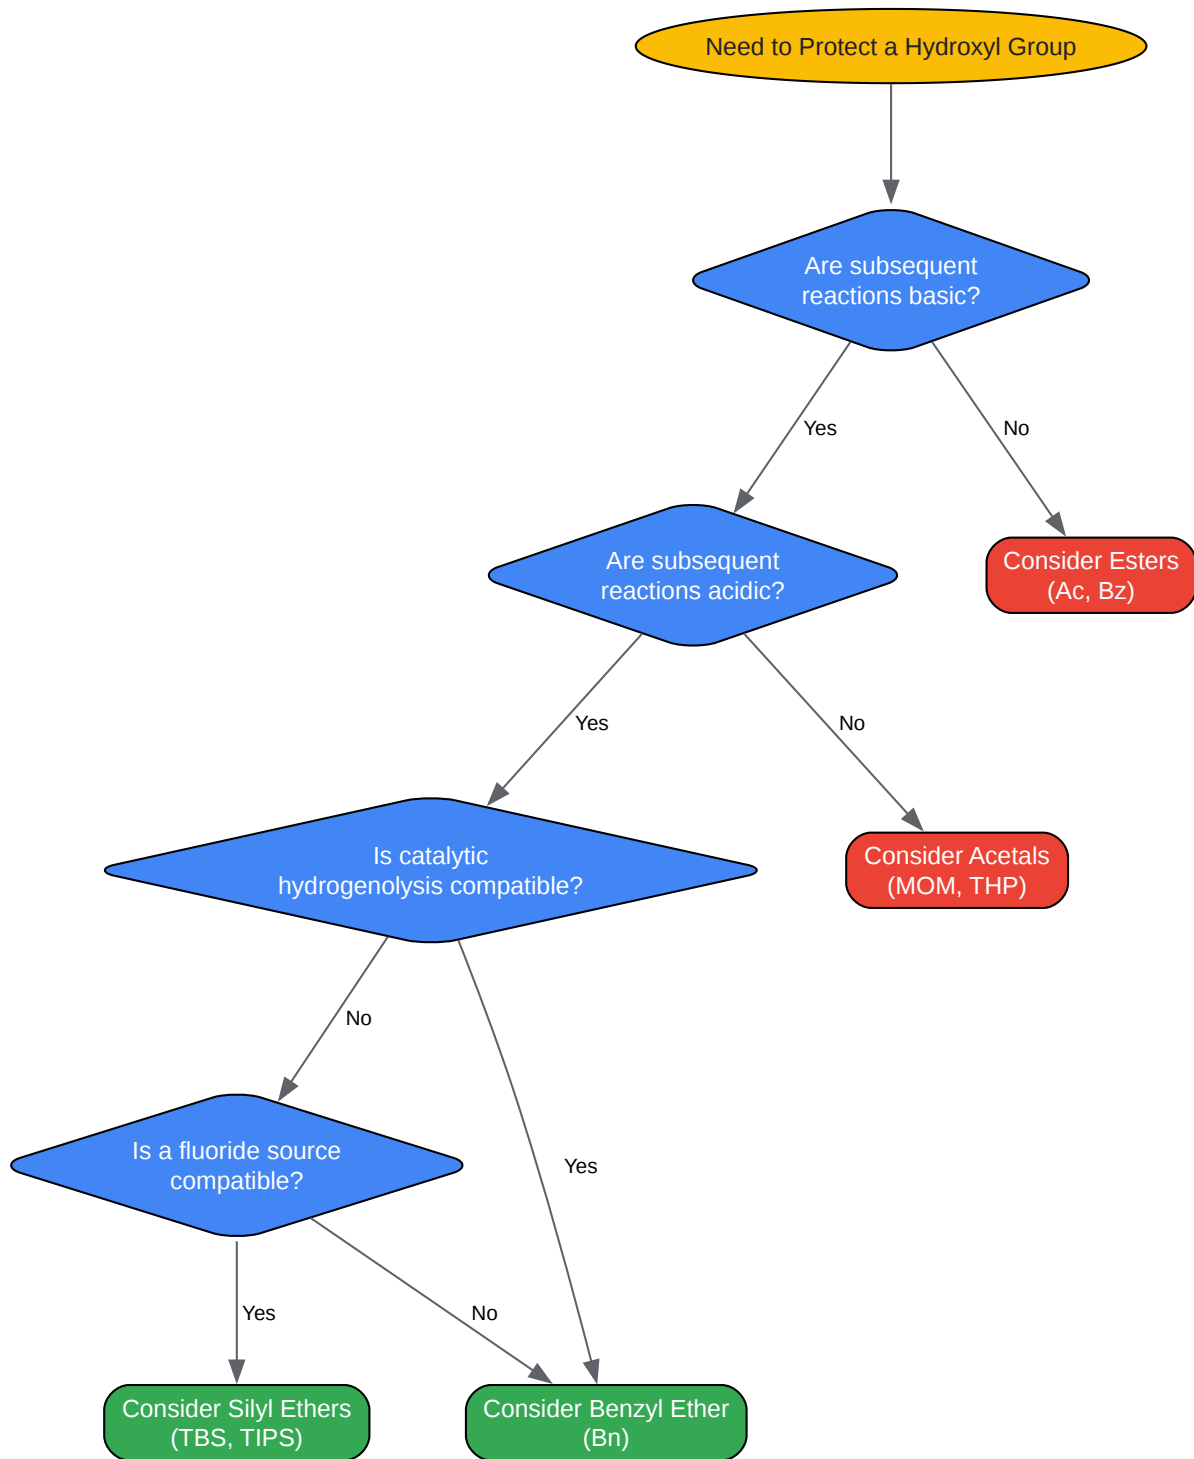 Need to Protect a Hydroxyl Group
Are subsequent
reactions basic?
Yes
No
Are subsequent
reactions acidic?
Consider Esters
(Ac, Bz)
Yes
No
Is catalytic
hydrogenolysis compatible?
Consider Acetals
(MOM, THP)
No
Yes
Is a fluoride source
compatible?
Yes
No
Consider Silyl Ethers
(TBS, TIPS)
Consider Benzyl Ether
(Bn)